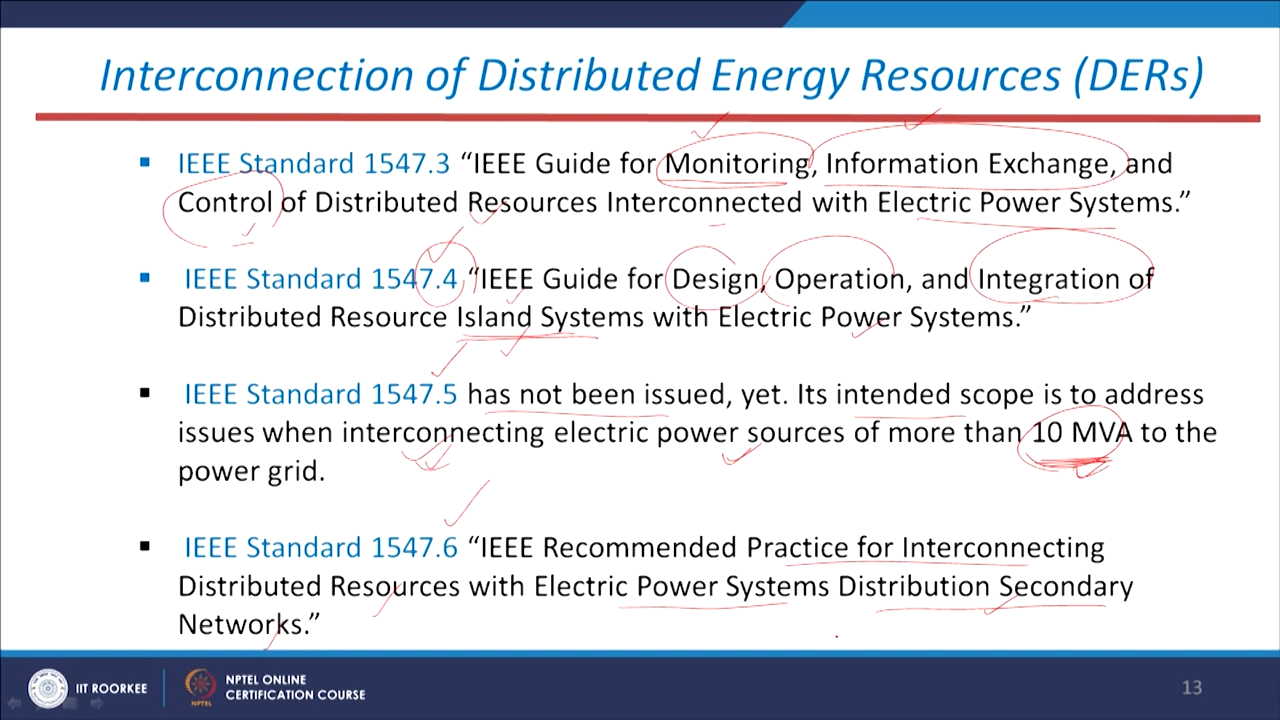 Interconnection of Distributed Energy Resources (DERs)
IEEE Standard 1547.3 “IEEE Guide for Monitoring, Information Exchange, and
Control of Distributed Resources Interconnected with Electric Power Systems.”
IEEE Standard 1547.4 “IEEE Guide for Design, Operation, and Integration of
Distributed Resource Island Systems with Electric Power Systems.”
IEEE Standard 1547.5 has not been issued, yet. Its intended scope is to address
issues when interconnecting electric power sources of more than 10 MVA to the
power grid.
IEEE Standard 1547.6 “IEEE Recommended Practice for Interconnecting
Distributed Resources with Electric Power Systems Distribution Secondary
Networks.”
IIT ROORKEE
NPTEL
NPTEL ONLINE
CERTIFICATION COURSE
13